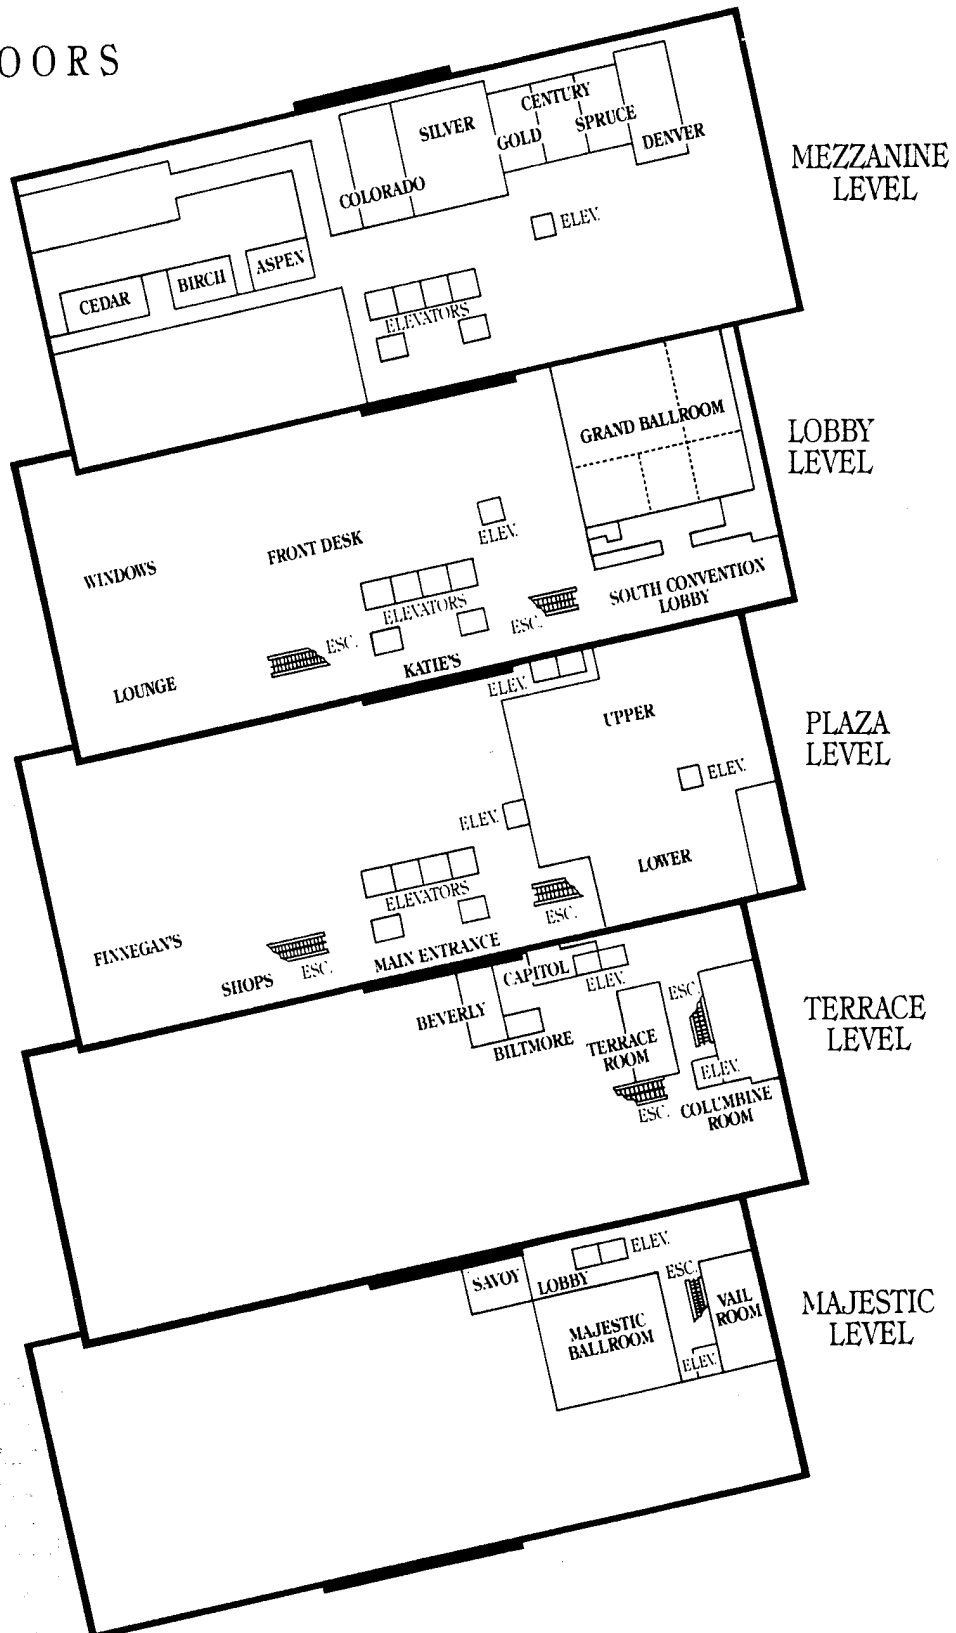 OORS
CENTURY
SILVER
GOLD
SPRUCE
DENVER
COLORADO
MEZZANINE
LEVEL
ELEV.
ASPEN
BIRCH
CEDAR
ELEVATORS
GRAND BALLROOM
LOBBY
LEVEL
ELEV.
FRONT DESK
WINDOWS
ELEVATORS
SOUTH CONVENTION
LOBBY
ESC.
ESC.
KATIE'S
LOUNGE
ELEV.
UPPER
PLAZA
LEVEL
ELEV.
ELEV.
LOWER
ELEVATORS
ESC.
FINNEGAN'S
MAIN ENTRANCE
SHOPS
ESC.
CAPITOL
ELEV.
ESC.
BEVERLY
BILTMORE
TERRACE
ROOM
TERRACE
LEVEL
ELEV.
ESC.
COLUMBINE
ROOM
ELEV.
SAVOY
LOBBY
ESC.
VAIL
ROOM
MAJESTIC
LEVEL
MAJESTIC
BALLROOM
ELEV.